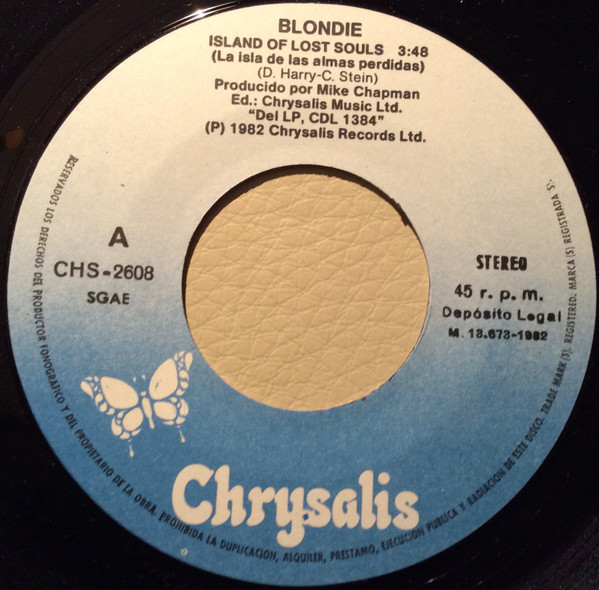 BLONDIE
ISLAND OF LOST SOULS 3:48
(La isla de las almas perdidas)
(D. Harry-C. Stein)
Producido por Mike Chapman
Ed.: Chrysalis Music Ltd.
"Del LP, CDL 1384"
(P) 1982 Chrysalis Records Ltd.
A
CHS-2608
SGAE
STEREO
45 r. p. m.
Depósito Legal
M. 13.673-1982
Chrysalis
RESERVADOS LOS DERECHOS DEL PRODUCTOR FONOGRAFICO Y DEL PROPIETARIO DE LA OBRA. PROHIBIDA LA DUPLICACION, ALQUILER, PRESTAMO, EJECUCION PUBLICA Y RADIACION DE ESTE DISCO. TRADE MARK (S). REGISTERED. MARCA (S) REGISTRADA (S).